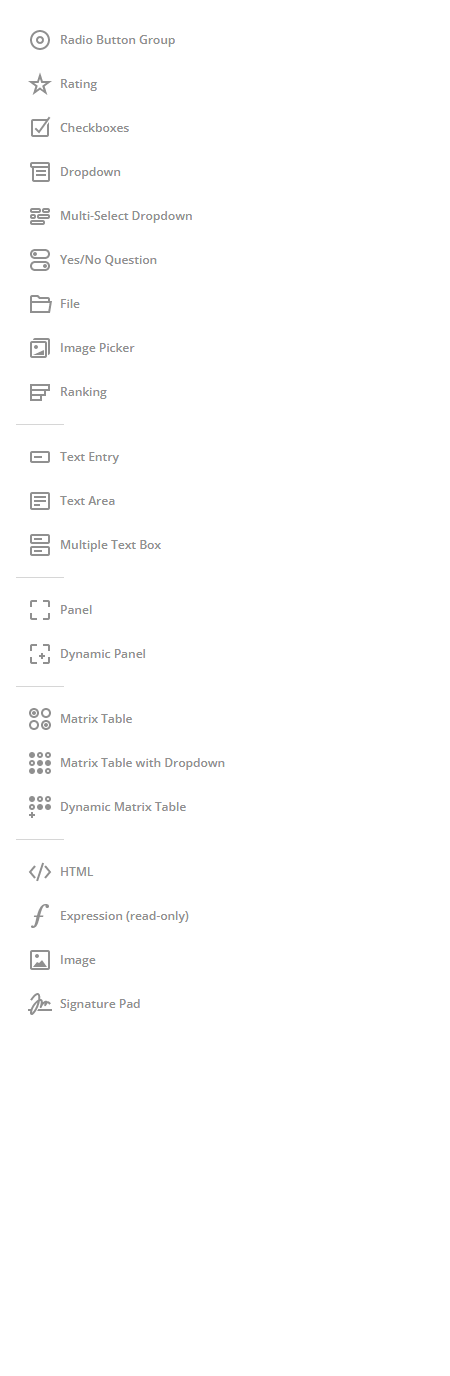 Radio Button Group
Rating
Checkboxes
Dropdown
Multi-Select Dropdown
Yes/No Question
File
Image Picker
Ranking
Text Entry
Text Area
Multiple Text Box
Panel
Dynamic Panel
Matrix Table
Matrix Table with Dropdown
Dynamic Matrix Table
HTML
Expression (read-only)
Image
Signature Pad